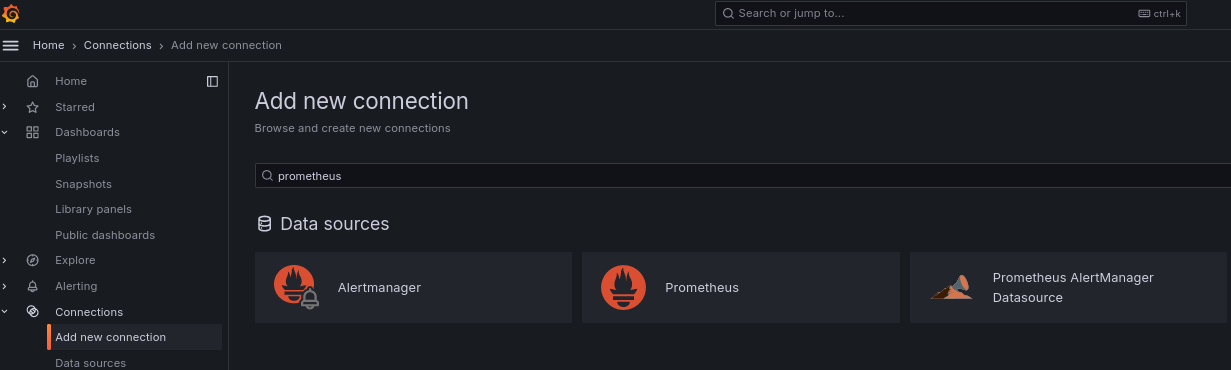 Search or jump to...
ctrl+k
Home › Connections › Add new connection
Home
Starred
Dashboards
Playlists
Snapshots
Library panels
Public dashboards
Explore
Alerting
Connections
Add new connection
Data sources
Add new connection
Browse and create new connections
prometheus
Data sources
Alertmanager
Prometheus
Prometheus AlertManager
Datasource